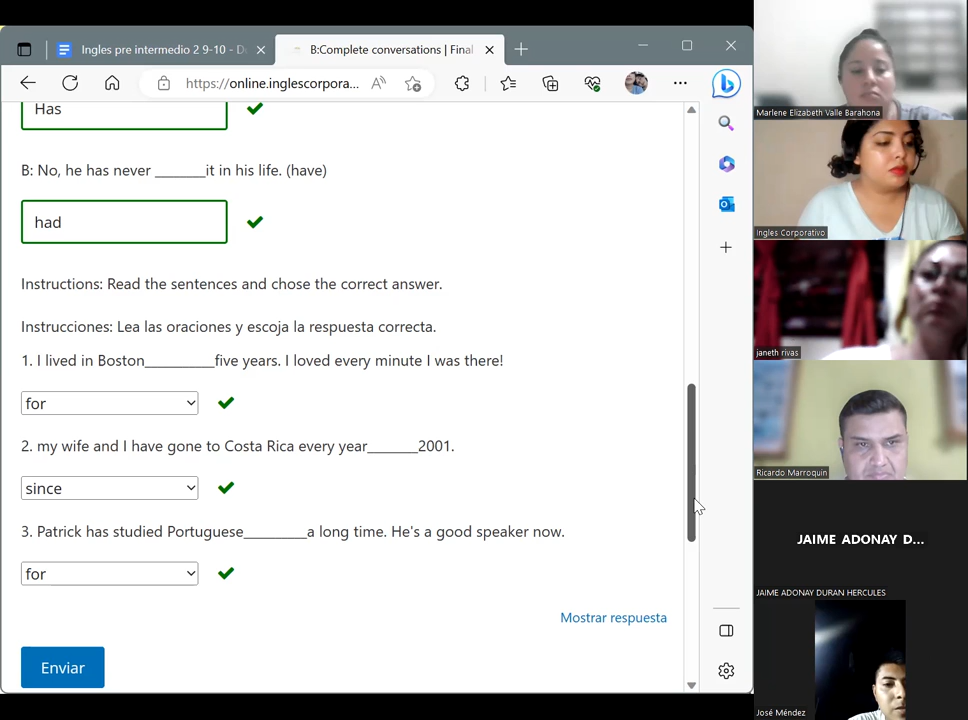 Ingles pre intermedio 2 9-10 - D
B:Complete conversations | Final
https://online.inglescorpora...
Has
B: No, he has never _______it in his life. (have)
had
Instructions: Read the sentences and chose the correct answer.
Instrucciones: Lea las oraciones y escoja la respuesta correcta.
1. I lived in Boston__________five years. I loved every minute I was there!
for
2. my wife and I have gone to Costa Rica every year_______2001.
since
3. Patrick has studied Portuguese_________a long time. He's a good speaker now.
for
Mostrar respuesta
Enviar
Marlene Elizabeth Valle Barahona
Ingles Corporativo
janeth rivas
Ricardo Marroquín
JAIME ADONAY D...
JAIME ADONAY DURAN HERCULES
José Méndez